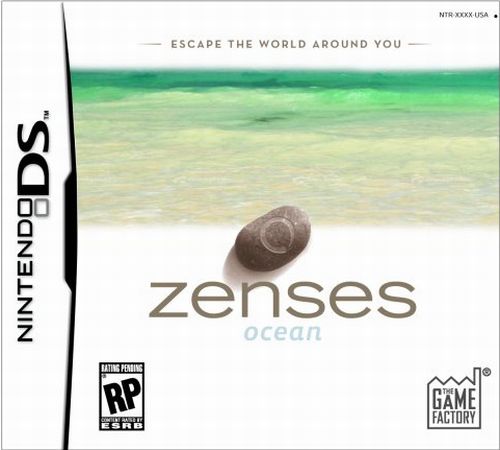 NTR-XXXX-USA
ESCAPE THE WORLD AROUND YOU
NINTENDO DS™
zenses
ocean
RATING PENDING
RP
CONTENT RATED BY
ESRB
THE
GAME
FACTORY
®